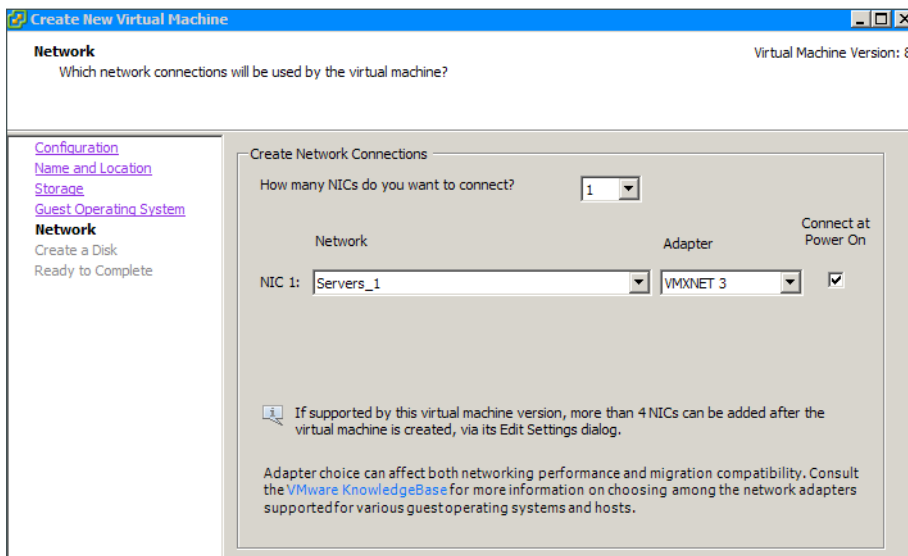 Create New Virtual Machine
Network
Which network connections will be used by the virtual machine?
Virtual Machine Version: 8
Configuration
Name and Location
Storage
Guest Operating System
Network
Create a Disk
Ready to Complete
Create Network Connections
How many NICs do you want to connect?
1
Network
Adapter
Connect at
Power On
NIC 1:
Servers_1
VMXNET 3
If supported by this virtual machine version, more than 4 NICs can be added after the
virtual machine is created, via its Edit Settings dialog.
Adapter choice can affect both networking performance and migration compatibility. Consult
the VMware KnowledgeBase for more information on choosing among the network adapters
supported for various guest operating systems and hosts.